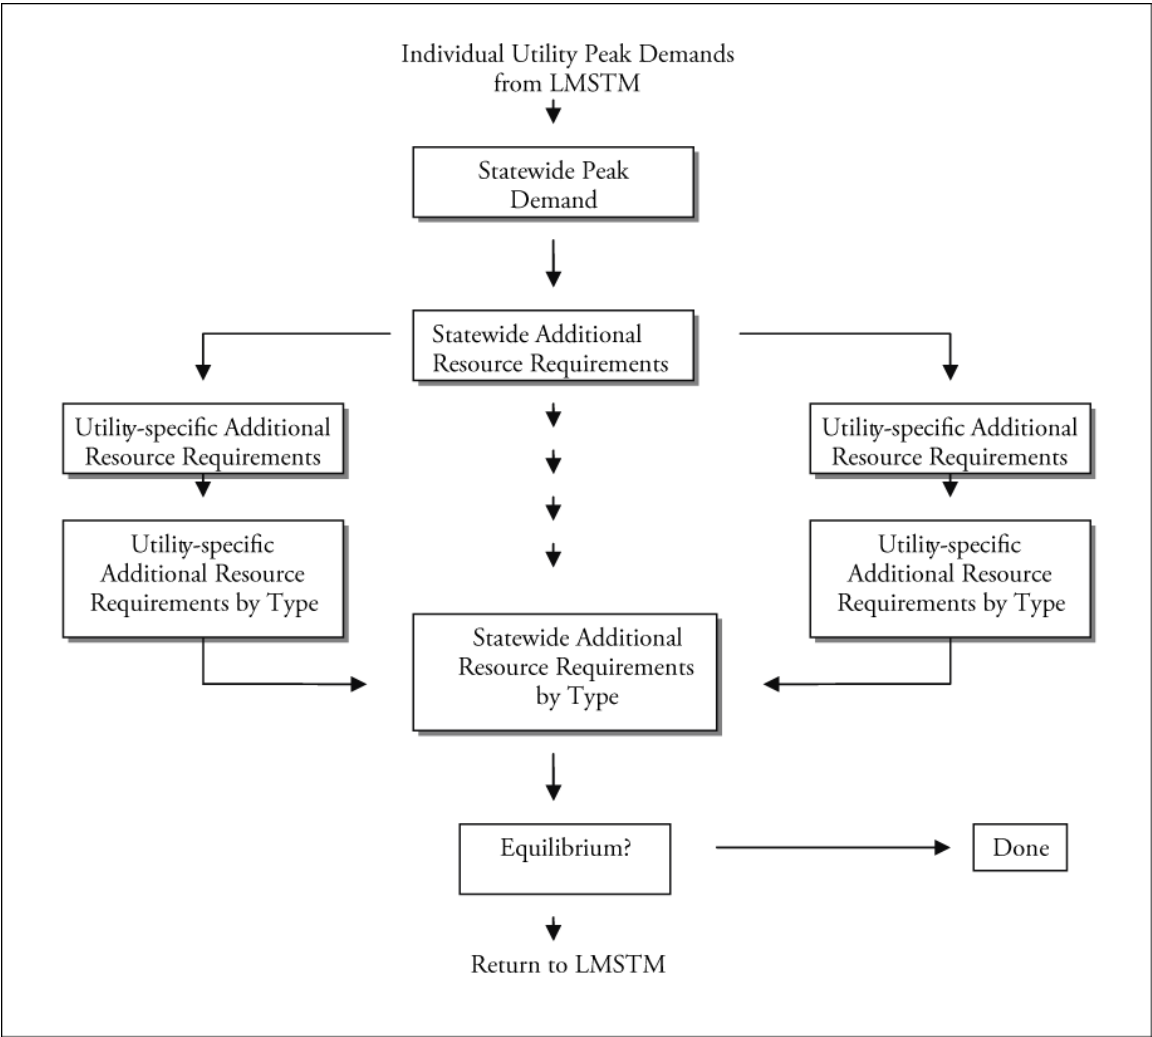 Individual Utility Peak Demands
from LMSTM
Statewide Peak
Demand
Statewide Additional
Resource Requirements
Utility-specific Additional
Resource Requirements
Utility-specific Additional
Resource Requirements
Utility-specific
Additional Resource
Requirements by Type
Utility-specific
Additional Resource
Requirements by Type
Statewide Additional
Resource Requirements
by Type
Equilibrium?
Done
Return to LMSTM